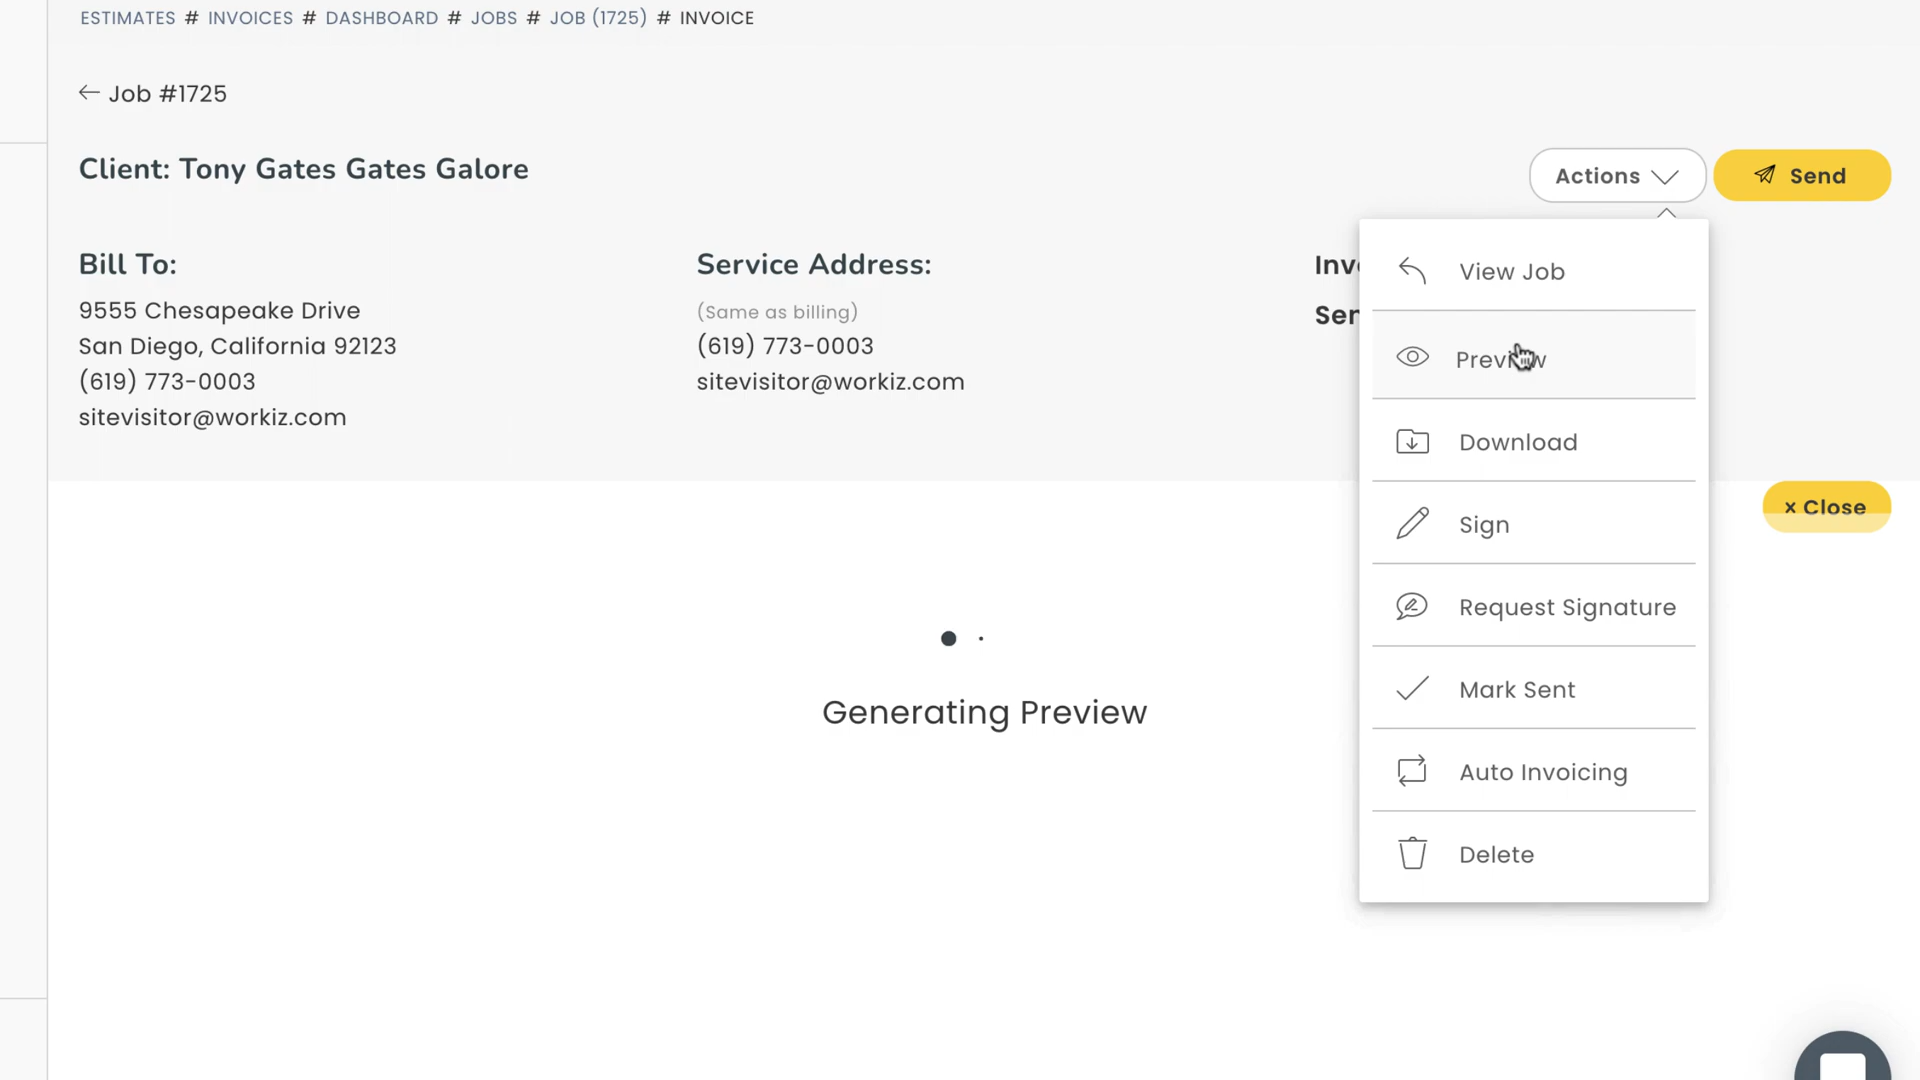 ESTIMATES # INVOICES # DASHBOARD # JOBS # JOB (1725) # INVOICE
← Job #1725
Client: Tony Gates Gates Galore
Actions
Send
Bill To:
9555 Chesapeake Drive
San Diego, California 92123
(619) 773-0003
sitevisitor@workiz.com
Service Address:
(Same as billing)
(619) 773-0003
sitevisitor@workiz.com
View Job
Preview
Download
Sign
Request Signature
Mark Sent
Auto Invoicing
Delete
× Close
Generating Preview